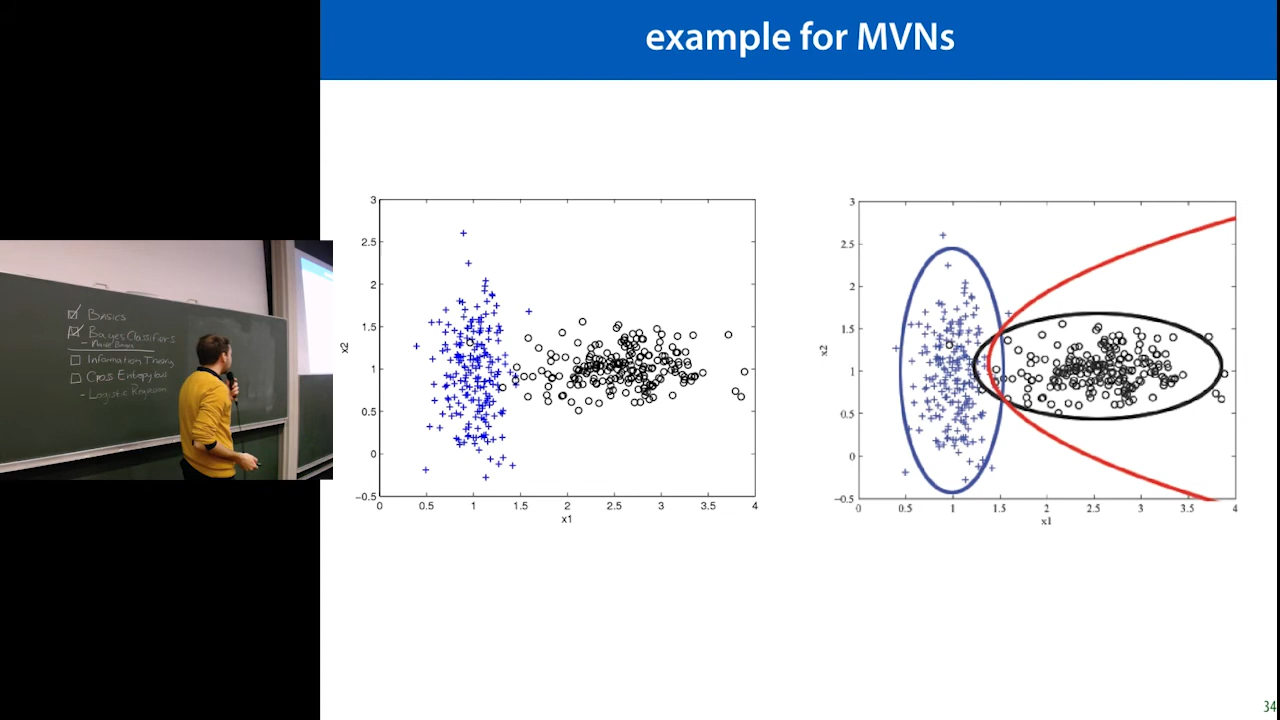 example for MVNs
3
2.5
2
1.5
1
0.5
0
−0.5
x2
0 0.5 1 1.5 2 2.5 3 3.5 4
x1
3
2.5
2
1.5
1
0.5
0
-0.5
x2
0 0.5 1 1.5 2 2.5 3 3.5 4
x1
Basics
Bayes Classifiers
- Naive Bayes
Information Theory
Cross Entropy
- Logistic Regression
34